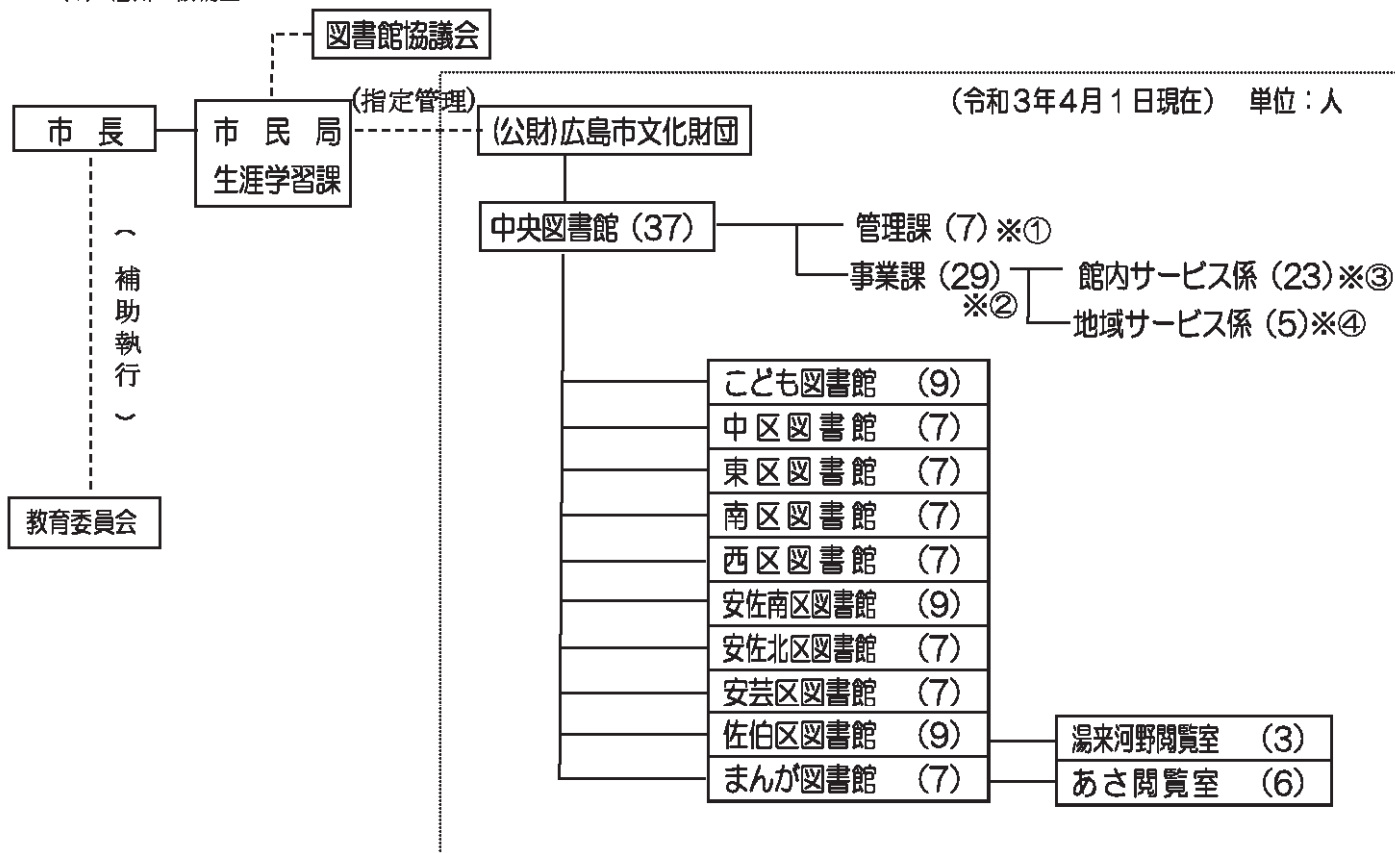 図書館協議会
(指定管理)
(令和3年4月1日現在) 単位:人
市長
市民局
生涯学習課
(公財)広島市文化財団
中央図書館(37)
管理課(7)※①
事業課(29)
※②
館内サービス係(23)※③
地域サービス係(5)※④
(補助執行)
教育委員会
こども図書館 (9)
中区図書館 (7)
東区図書館 (7)
南区図書館 (7)
西区図書館 (7)
安佐南区図書館 (9)
安佐北区図書館 (7)
安芸区図書館 (7)
佐伯区図書館 (9)
湯来河野閲覧室 (3)
まんが図書館 (7)
あさ閲覧室 (6)